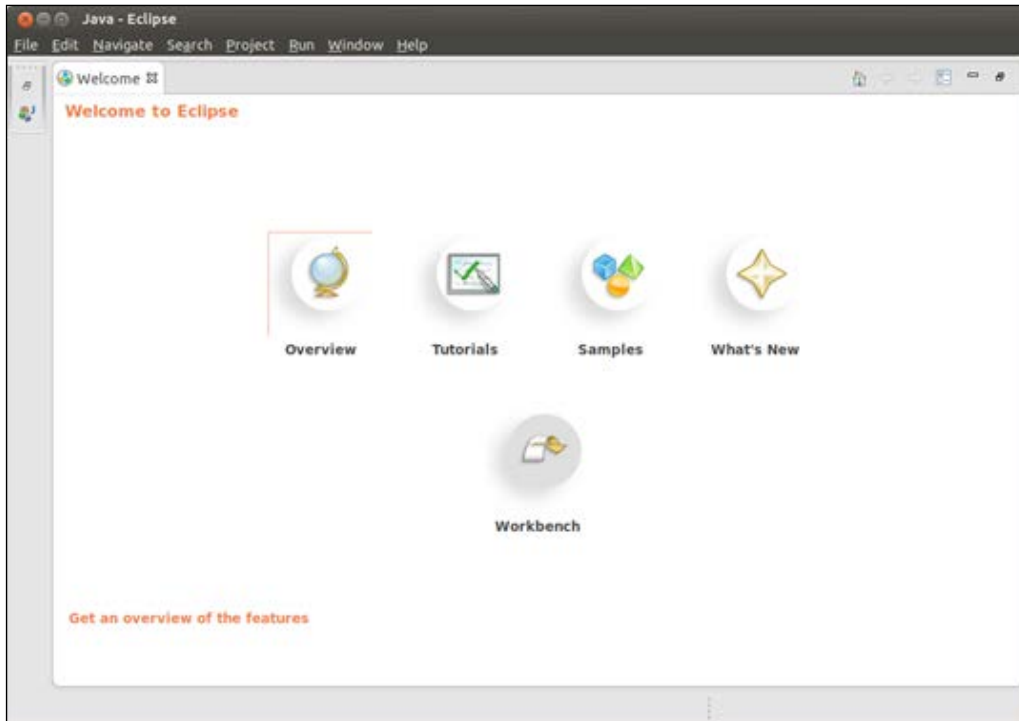 Java - Eclipse
File Edit Navigate Search Project Run Window Help
Welcome
Welcome to Eclipse
Overview Tutorials Samples What's New
Workbench
Get an overview of the features